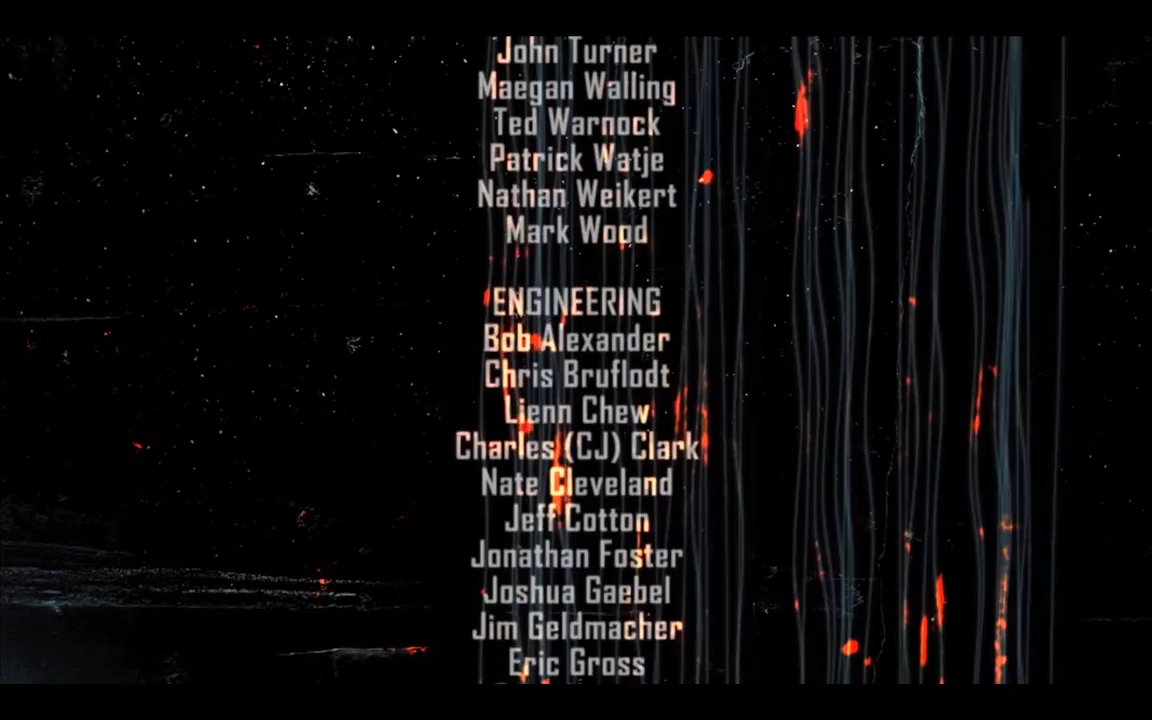 John Turner
Maegan Walling
Ted Warnock
Patrick Watje
Nathan Weikert
Mark Wood
ENGINEERING
Bob Alexander
Chris Bruflodt
Lienn Chew
Charles (CJ) Clark
Nate Cleveland
Jeff Cotton
Jonathan Foster
Joshua Gaebel
Jim Geldmacher
Eric Gross